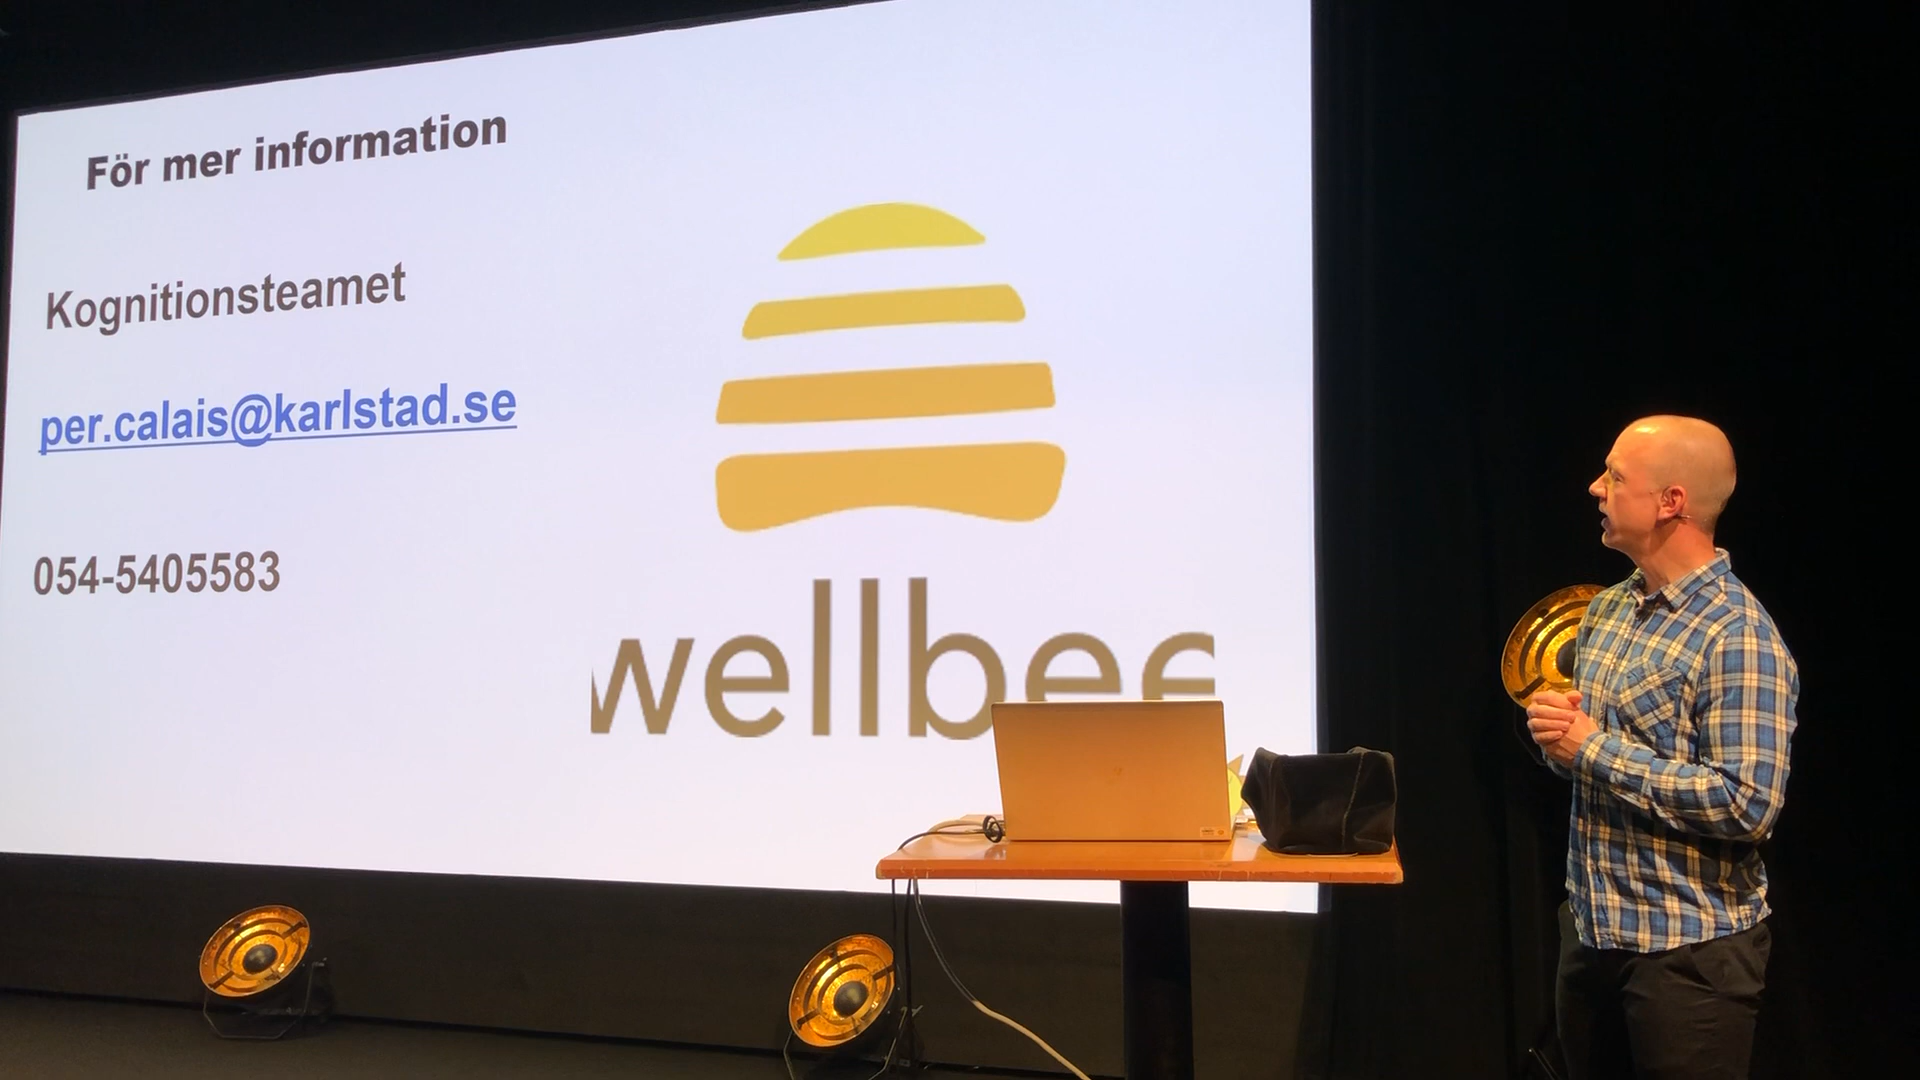 För mer information
Kognitionsteamet
per.calais@karlstad.se
054-5405583
wellbee